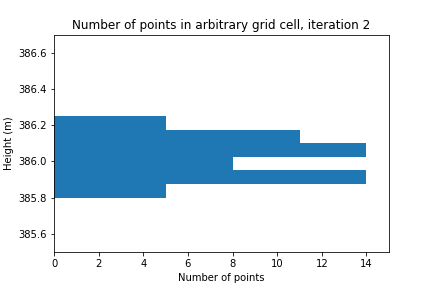 Number of points in arbitrary grid cell, iteration 2
Height (m)
386.6
386.4
386.2
386.0
385.8
385.6
0 2 4 6 8 10 12 14
Number of points